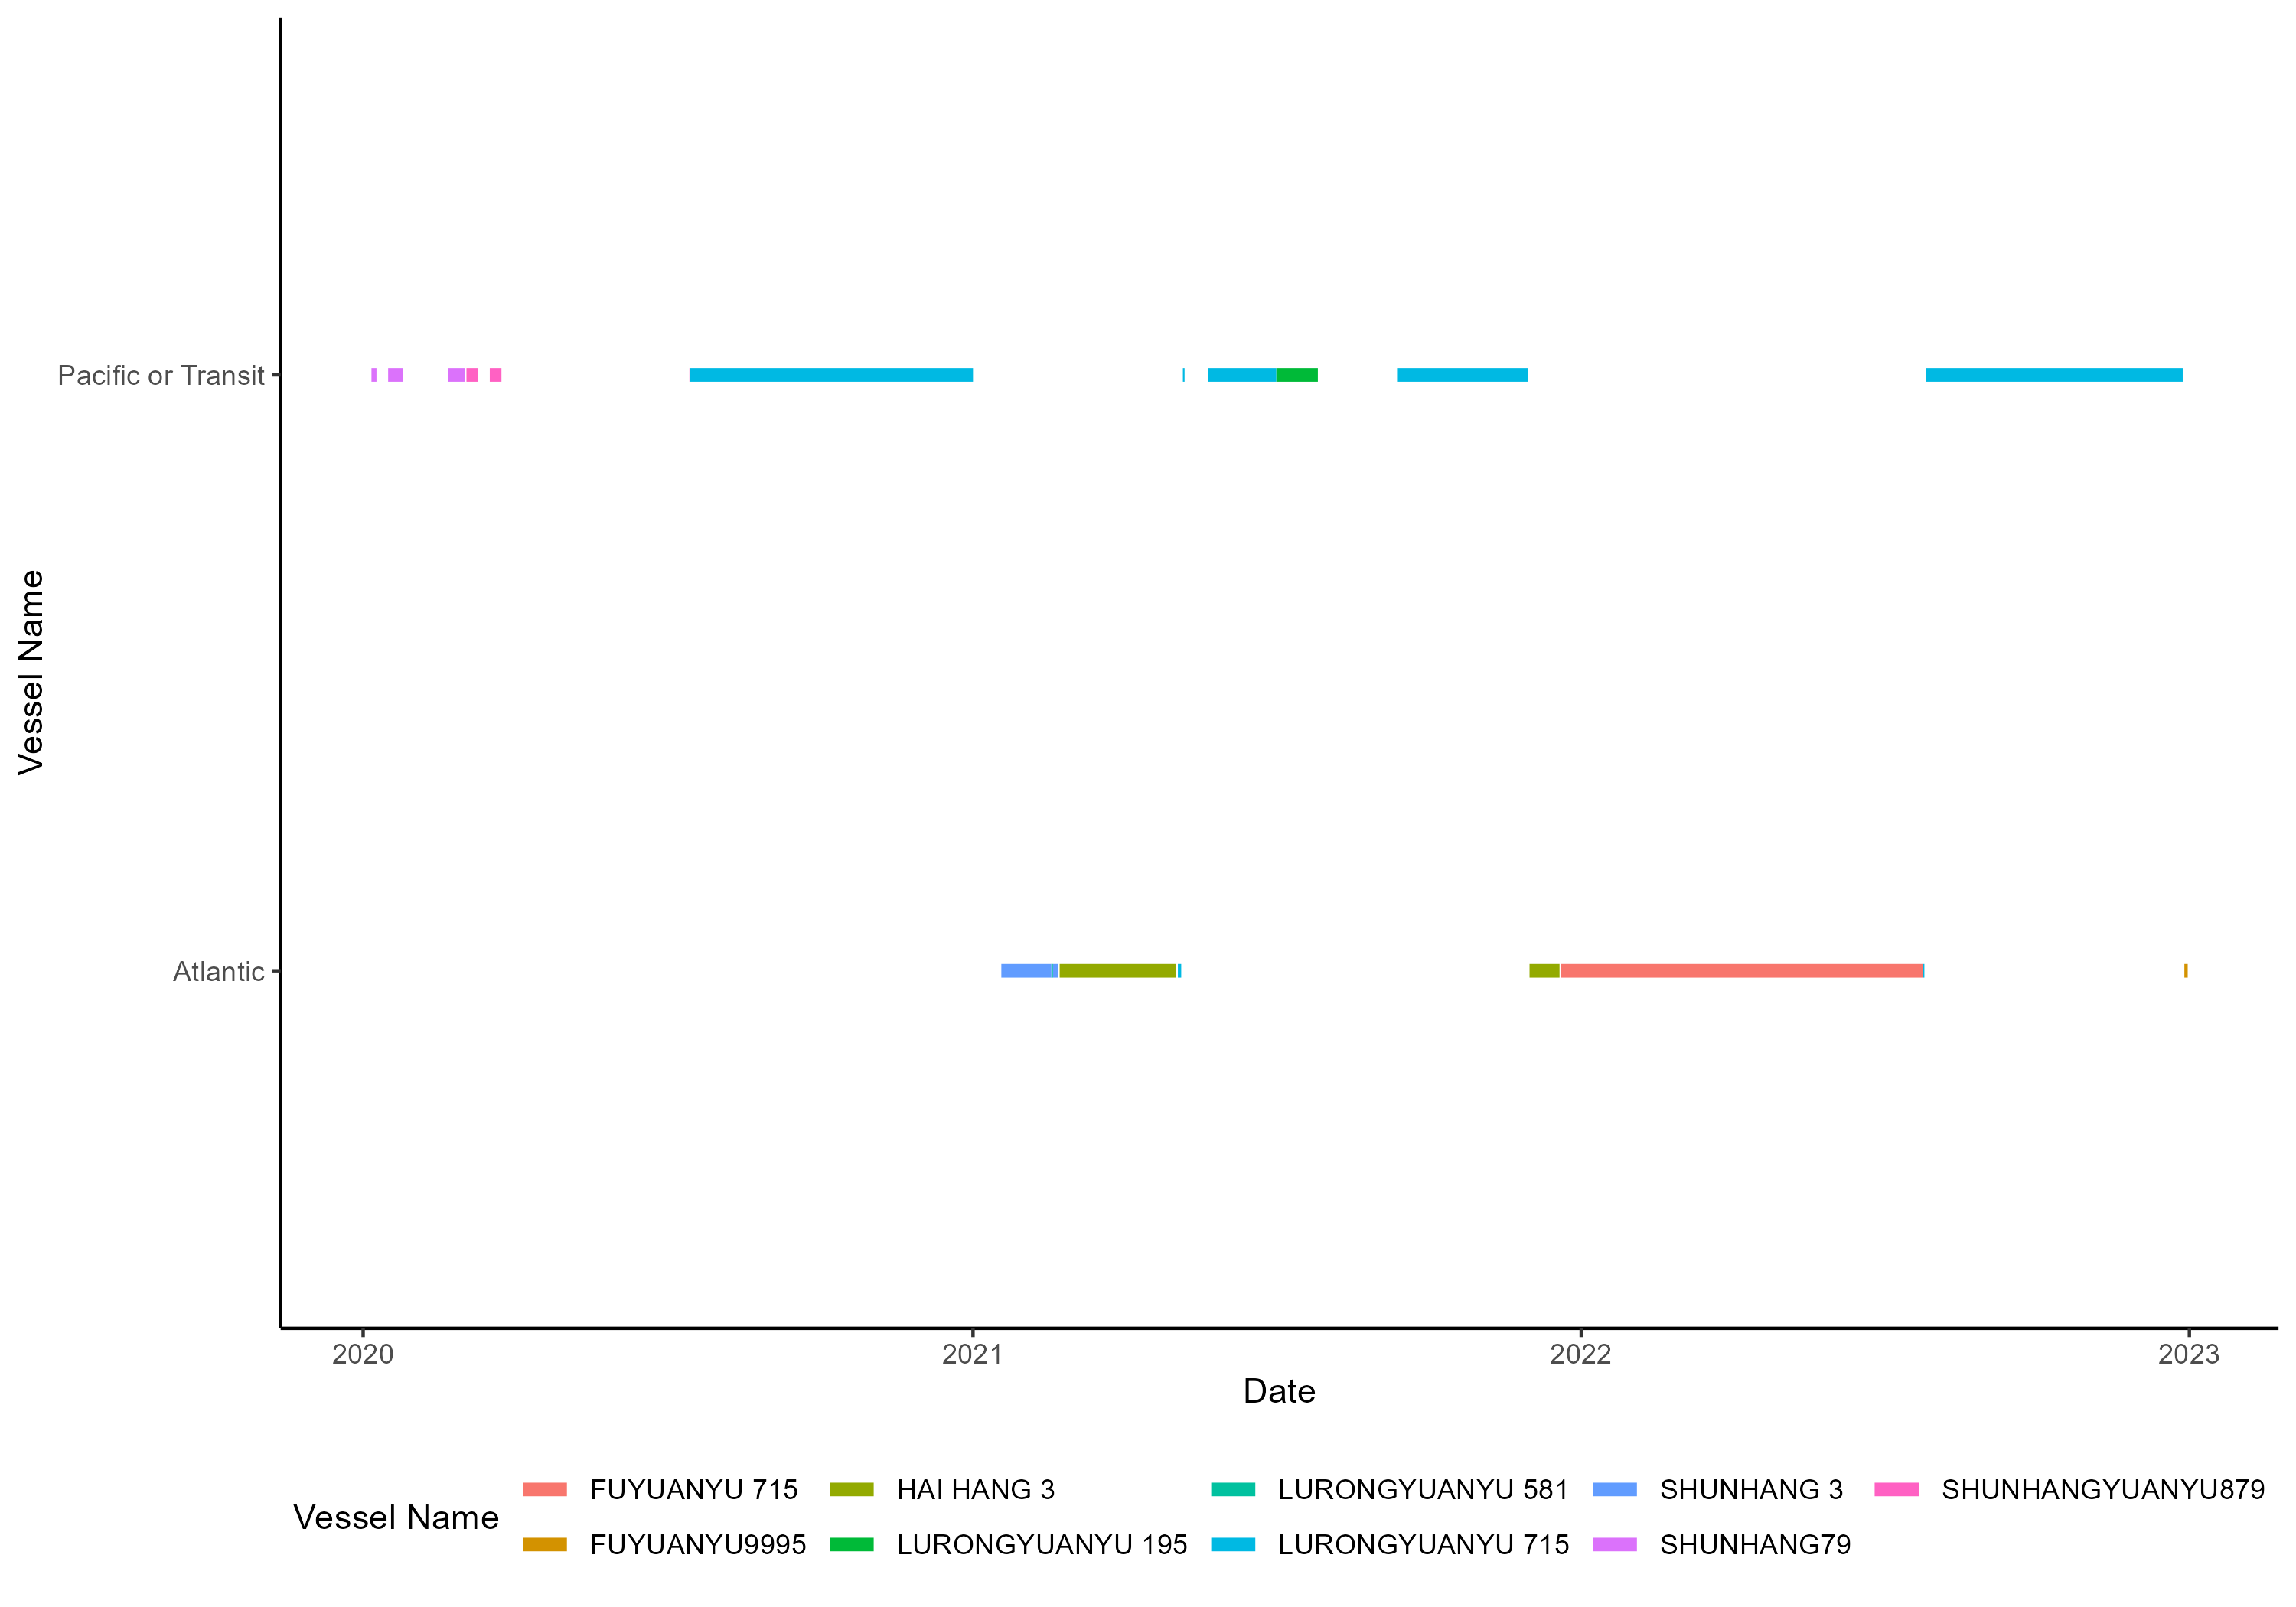 Vessel Name
Pacific or Transit
Atlantic
2020 2021 2022 2023
Date
Vessel Name
FUYUANYU 715 HAI HANG 3 LURONGYUANYU 581 SHUNHANG 3 SHUNHANGYUANYU879
FUYUANYU9995 LURONGYUANYU 195 LURONGYUANYU 715 SHUNHANG79